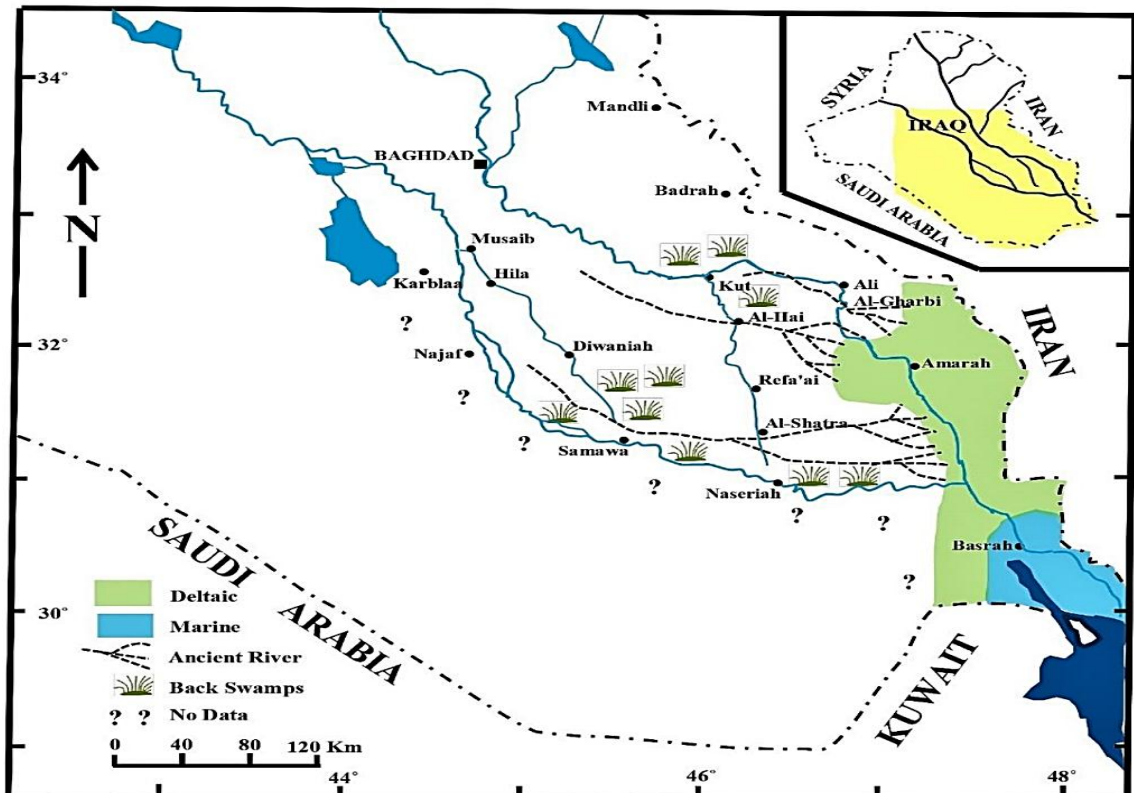 34°
32°
30°
44°
46°
48°
N
Mandli
BAGHDAD
Badrah
Musaib
Hila
Karblaa
?
Najaf
?
Diwaniah
Kut
Ali
Al-Gharbi
Al-Hai
Amarah
Refa'ai
Al-Shatra
?
Samawa
?
Naseriah
?
?
Basrah
?
IRAN
SAUDI ARABIA
KUWAIT
SYRIA
IRAN
IRAQ
SAUDI ARABIA
Deltaic
Marine
Ancient River
Back Swamps
? ? No Data
0 40 80 120 Km